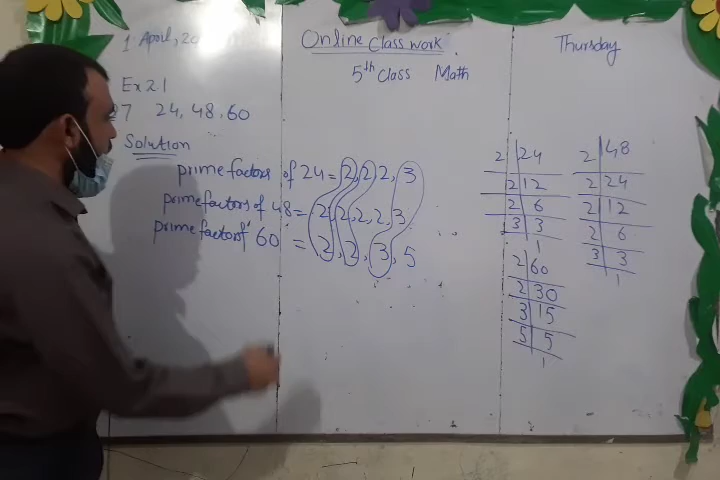 1 April, 20
Online Class work
Thursday
5th Class Math
Ex 21
27 24, 48, 60
Solution
prime factors of 24 = 2, 2, 2, 3
prime factors of 48 = 2, 2, 2, 2, 3
prime factors of 60 = 2, 2, 3, 5
2 24
2 12
2 6
3 3
1
2 48
2 24
2 12
2 6
3 3
1
2 60
2 30
3 15
5 5
1